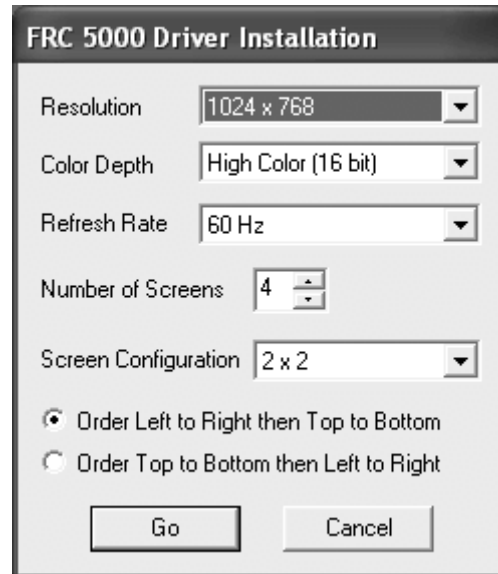 FRC 5000 Driver Installation
Resolution 1024 x 768
Color Depth High Color (16 bit)
Refresh Rate 60 Hz
Number of Screens 4
Screen Configuration 2 x 2
Order Left to Right then Top to Bottom
Order Top to Bottom then Left to Right
Go Cancel